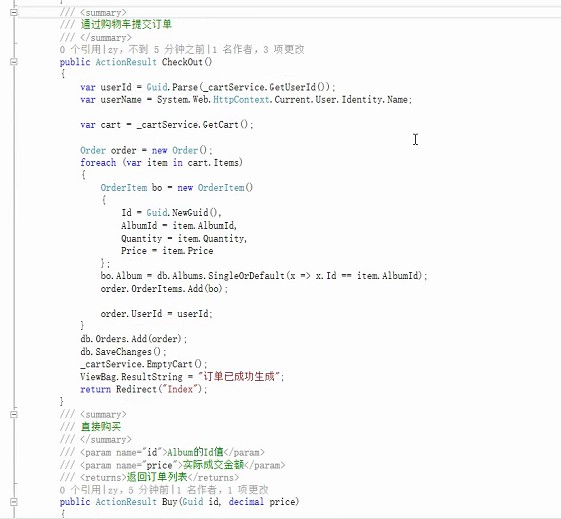 /// <summary>
/// 通过购物车提交订单
/// </summary>
0 个引用|zy，不到 5 分钟之前|1 名作者，3 项更改
public ActionResult CheckOut()
{
var userId = Guid.Parse(_cartService.GetUserId());
var userName = System.Web.HttpContext.Current.User.Identity.Name;
var cart = _cartService.GetCart();
Order order = new Order();
foreach (var item in cart.Items)
{
OrderItem bo = new OrderItem()
{
Id = Guid.NewGuid(),
AlbumId = item.AlbumId,
Quantity = item.Quantity,
Price = item.Price
};
bo.Album = db.Albums.SingleOrDefault(x => x.Id == item.AlbumId);
order.OrderItems.Add(bo);
order.UserId = userId;
}
db.Orders.Add(order);
db.SaveChanges();
_cartService.EmptyCart();
ViewBag.ResultString = "订单已成功生成";
return Redirect("Index");
}
/// <summary>
/// 直接购买
/// </summary>
/// <param name="id">Album的Id值</param>
/// <param name="price">实际成交金额</param>
/// <returns>返回订单列表</returns>
0 个引用|zy，5 分钟前|1 名作者，1 项更改
public ActionResult Buy(Guid id, decimal price)
{